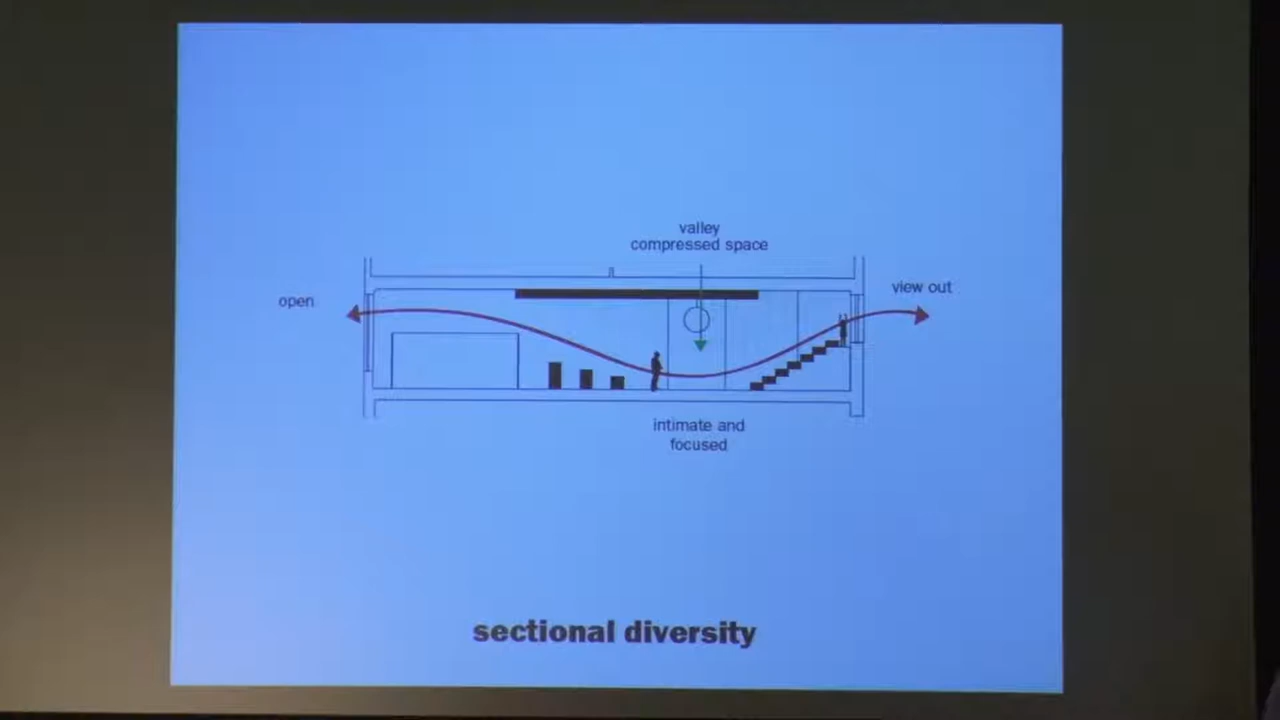 valley
compressed space
open
view out
intimate and
focused
sectional diversity